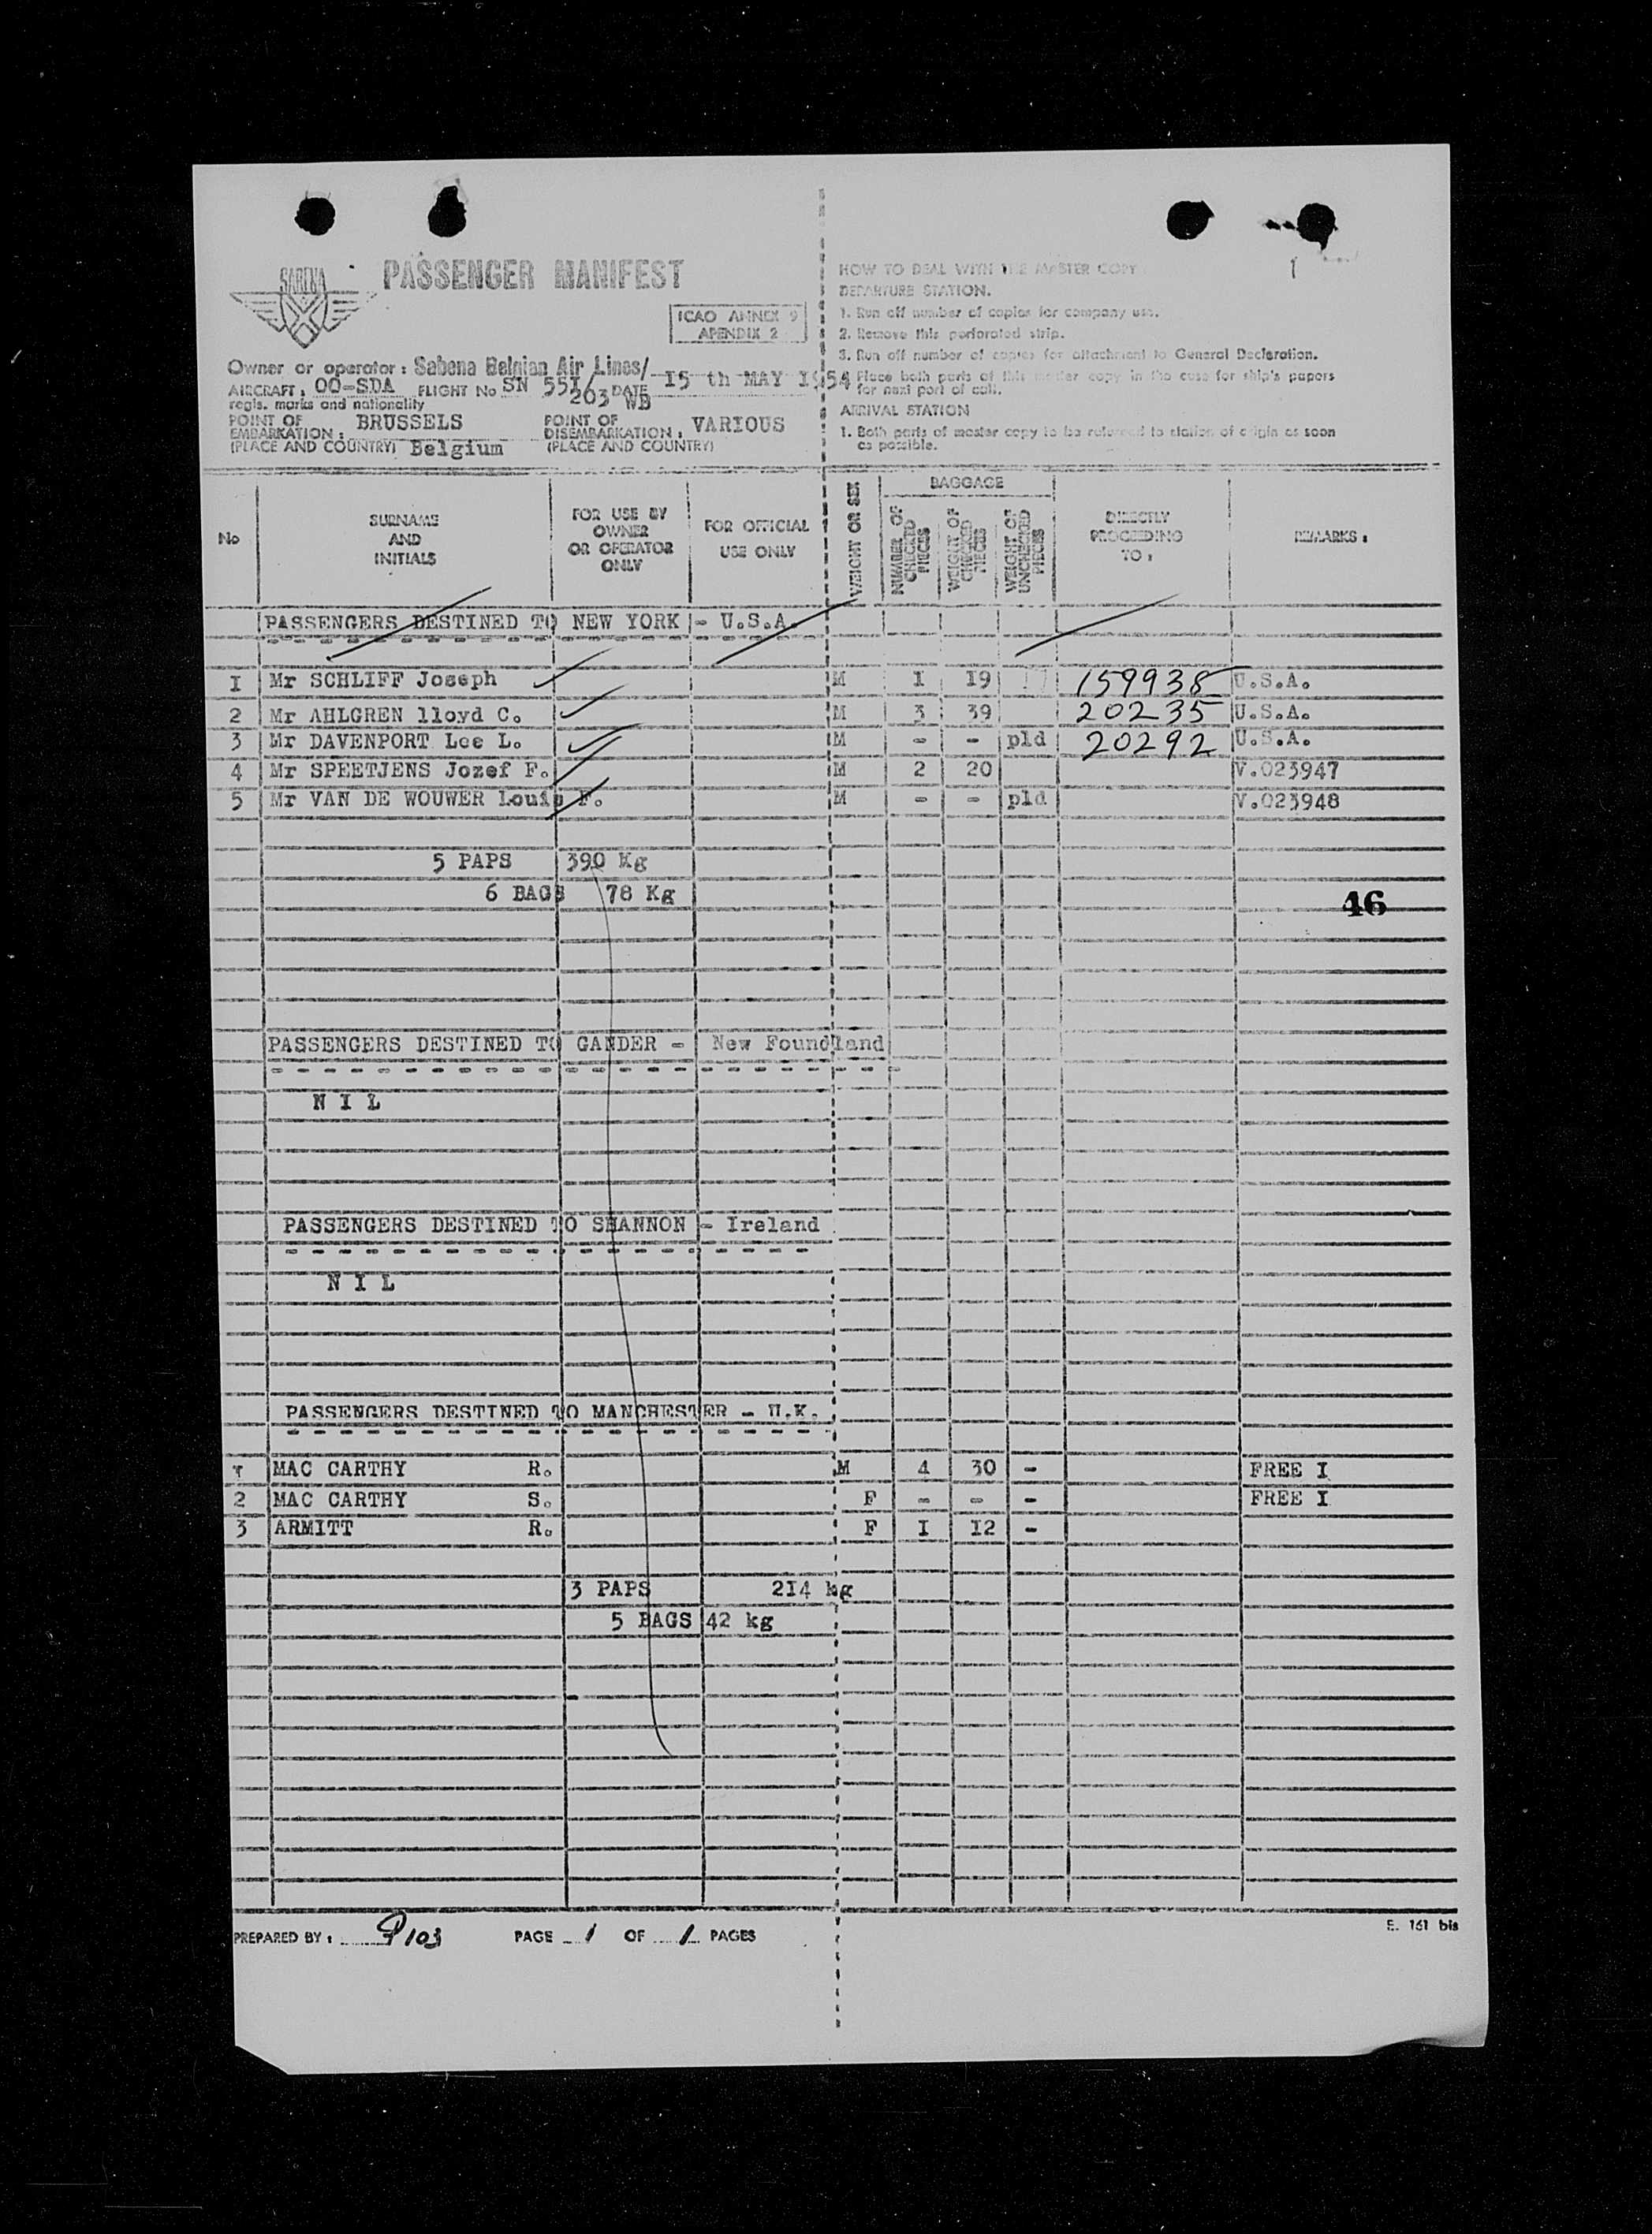 SABENA
PASSENGER MANIFEST
ICAO ANNEX 9
APENDIX 2
Owner or operator : Sabena Belgian Air Lines/
AIRCRAFT : OO-SDA FLIGHT No SN 551/ DATE 15 th MAY 1954
regis. marks and nationality 203 WB
POINT OF BRUSSELS POINT OF VARIOUS
EMBARKATION : DISEMBARKATION :
(PLACE AND COUNTRY) Belgium (PLACE AND COUNTRY)
HOW TO DEAL WITH THE MASTER COPY
DEPARTURE STATION.
1. Run off number of copies for company use.
2. Remove this perforated strip.
3. Run off number of copies for attachment to General Declaration.
Place both parts of this master copy in the case for ship's papers
for next port of call.
ARRIVAL STATION
1. Both parts of master copy to be returned to station of origin as soon
as possible.
No SURNAME AND INITIALS FOR USE BY OWNER OR OPERATOR ONLY FOR OFFICIAL USE ONLY WEIGHT OR SEX BAGGAGE NUMBER OF CHECKED PIECES WEIGHT OF CHECKED PIECES WEIGHT OF UNCHECKED PIECES DIRECTLY PROCEEDING TO : REMARKS :
PASSENGERS DESTINED TO NEW YORK - U.S.A.
I Mr SCHLIFF Joseph M I 19 159938 U.S.A.
2 Mr AHLGREN lloyd C. M 3 39 20235 U.S.A.
3 Mr DAVENPORT Lee L. M - - pld 20292 U.S.A.
4 Mr SPEETJENS Jozef F. M 2 20 V.023947
5 Mr VAN DE WOUWER Louis F. M - - pld V.023948
5 PAPS 390 Kg
6 BAGS 78 Kg
46
PASSENGERS DESTINED TO GANDER - New Foundland
N I L
PASSENGERS DESTINED TO SHANNON - Ireland
N I L
PASSENGERS DESTINED TO MANCHESTER - U.K.
I MAC CARTHY R. M 4 30 - FREE I
2 MAC CARTHY S. F - - - FREE I
3 ARMITT R. F I I2 -
3 PAPS 2I4 kg
5 BAGS 42 kg
PREPARED BY : P103 PAGE 1 OF 1 PAGES
E. 161 bis